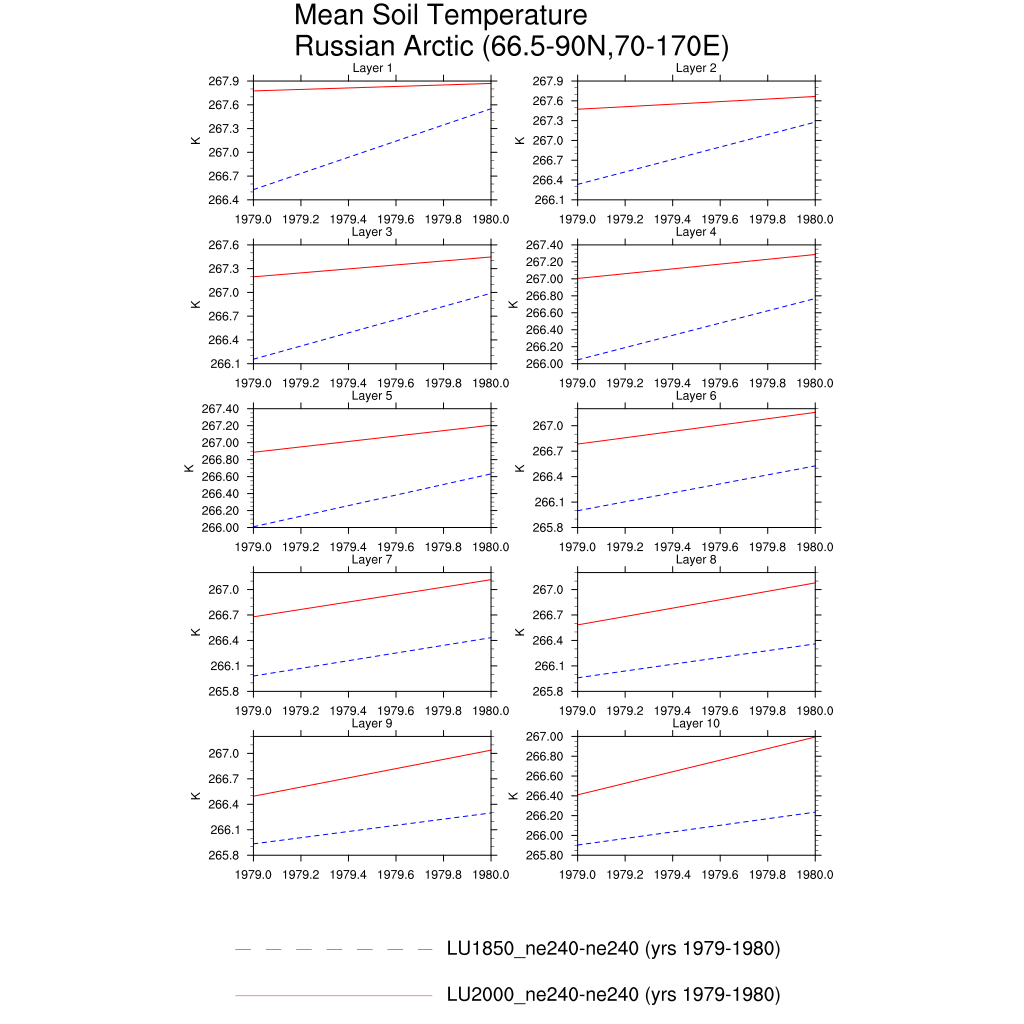 Mean Soil Temperature
Russian Arctic (66.5-90N,70-170E)
Layer 1
267.9
267.6
267.3
267.0
266.7
266.4
K
1979.0 1979.2 1979.4 1979.6 1979.8 1980.0
Layer 2
267.9
267.6
267.3
267.0
266.7
266.4
266.1
K
1979.0 1979.2 1979.4 1979.6 1979.8 1980.0
Layer 3
267.6
267.3
267.0
266.7
266.4
266.1
K
1979.0 1979.2 1979.4 1979.6 1979.8 1980.0
Layer 4
267.40
267.20
267.00
266.80
266.60
266.40
266.20
266.00
K
1979.0 1979.2 1979.4 1979.6 1979.8 1980.0
Layer 5
267.40
267.20
267.00
266.80
266.60
266.40
266.20
266.00
K
1979.0 1979.2 1979.4 1979.6 1979.8 1980.0
Layer 6
267.0
266.7
266.4
266.1
265.8
K
1979.0 1979.2 1979.4 1979.6 1979.8 1980.0
Layer 7
267.0
266.7
266.4
266.1
265.8
K
1979.0 1979.2 1979.4 1979.6 1979.8 1980.0
Layer 8
267.0
266.7
266.4
266.1
265.8
K
1979.0 1979.2 1979.4 1979.6 1979.8 1980.0
Layer 9
267.0
266.7
266.4
266.1
265.8
K
1979.0 1979.2 1979.4 1979.6 1979.8 1980.0
Layer 10
267.00
266.80
266.60
266.40
266.20
266.00
265.80
K
1979.0 1979.2 1979.4 1979.6 1979.8 1980.0
LU1850_ne240-ne240 (yrs 1979-1980)
LU2000_ne240-ne240 (yrs 1979-1980)